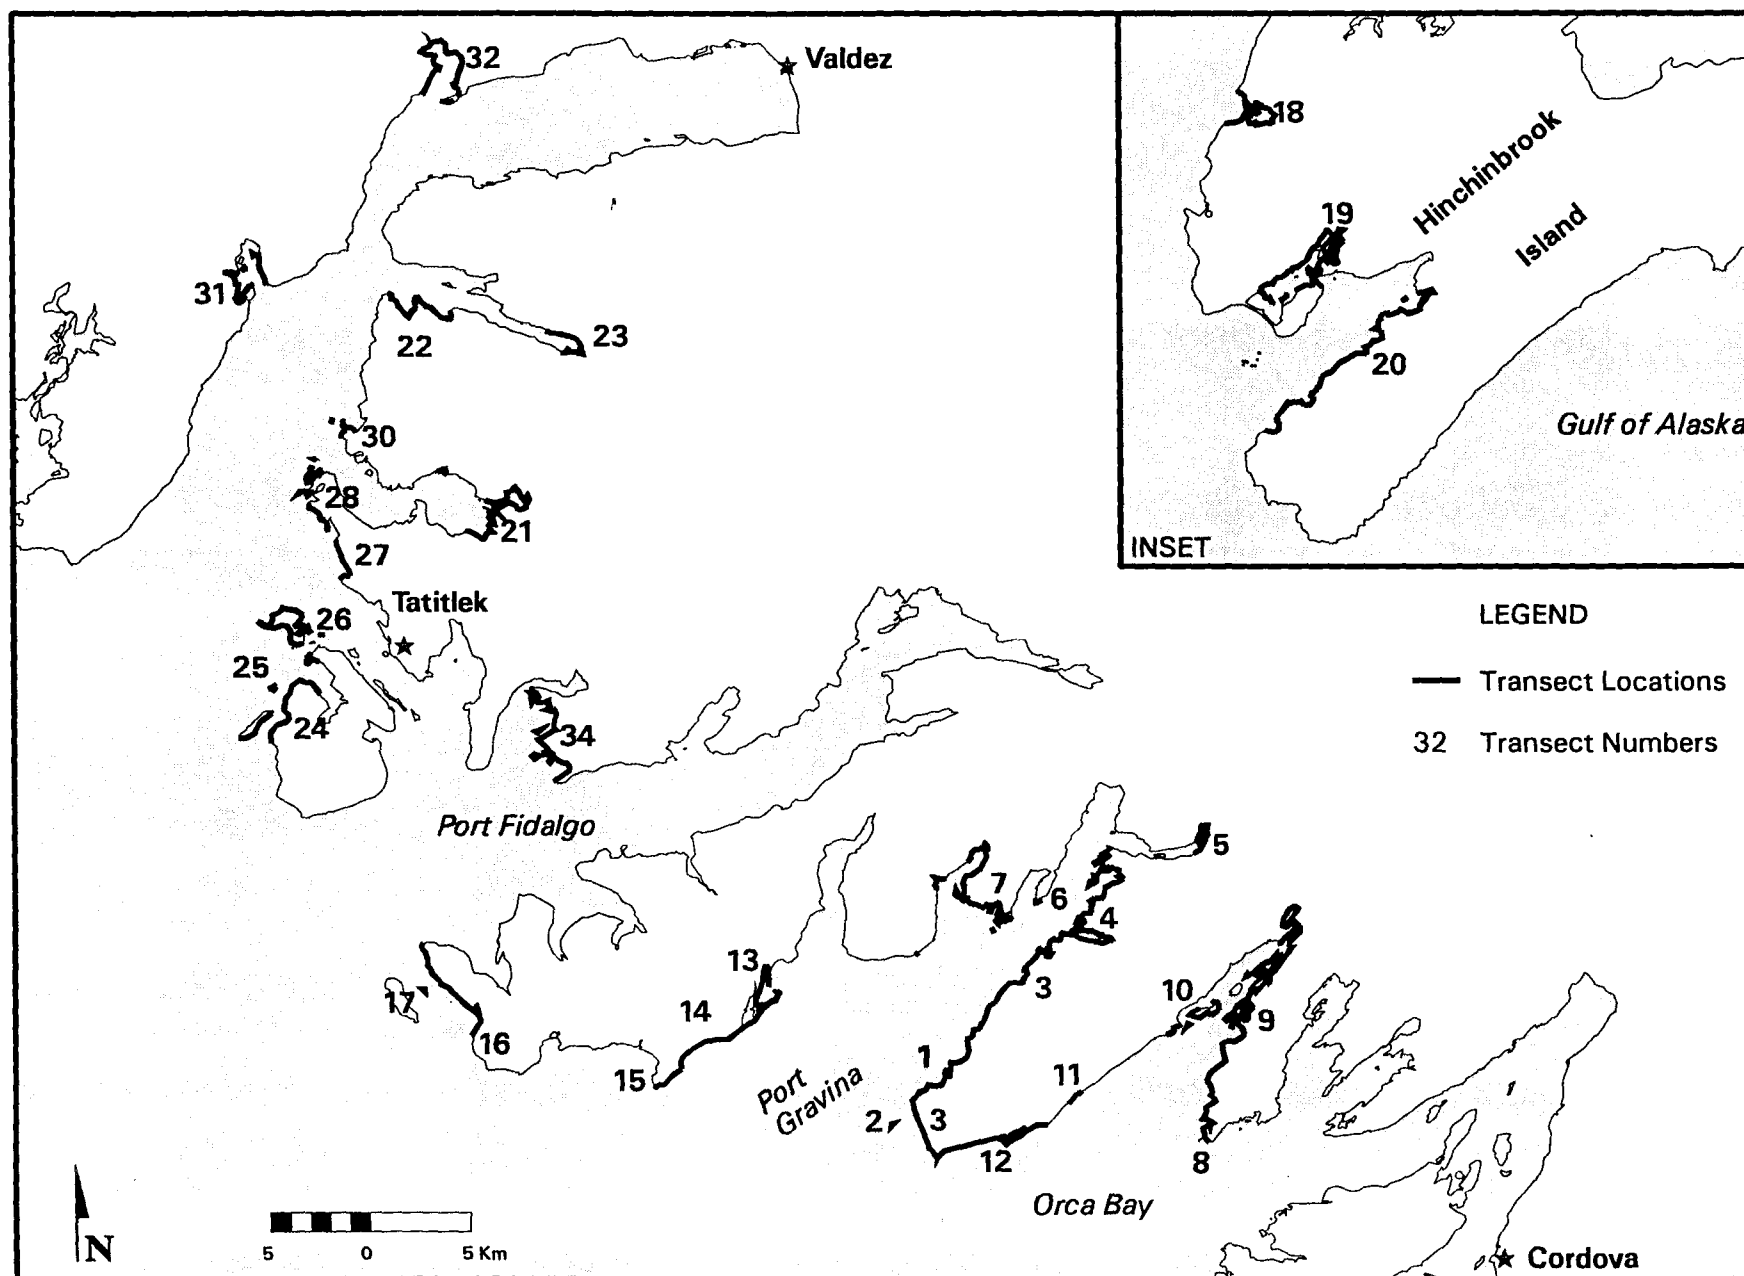 32
Valdez
18
Hinchinbrook
Island
19
31
22
23
20
30
Gulf of Alaska
28
21
27
INSET
Tatitlek
26
LEGEND
25
Transect Locations
24
34
32 Transect Numbers
Port Fidalgo
5
7
6
4
13
3
10
17
14
9
16
1
11
15
Port
Gravina
2
3
12
8
Orca Bay
N
5 0 5 Km
Cordova